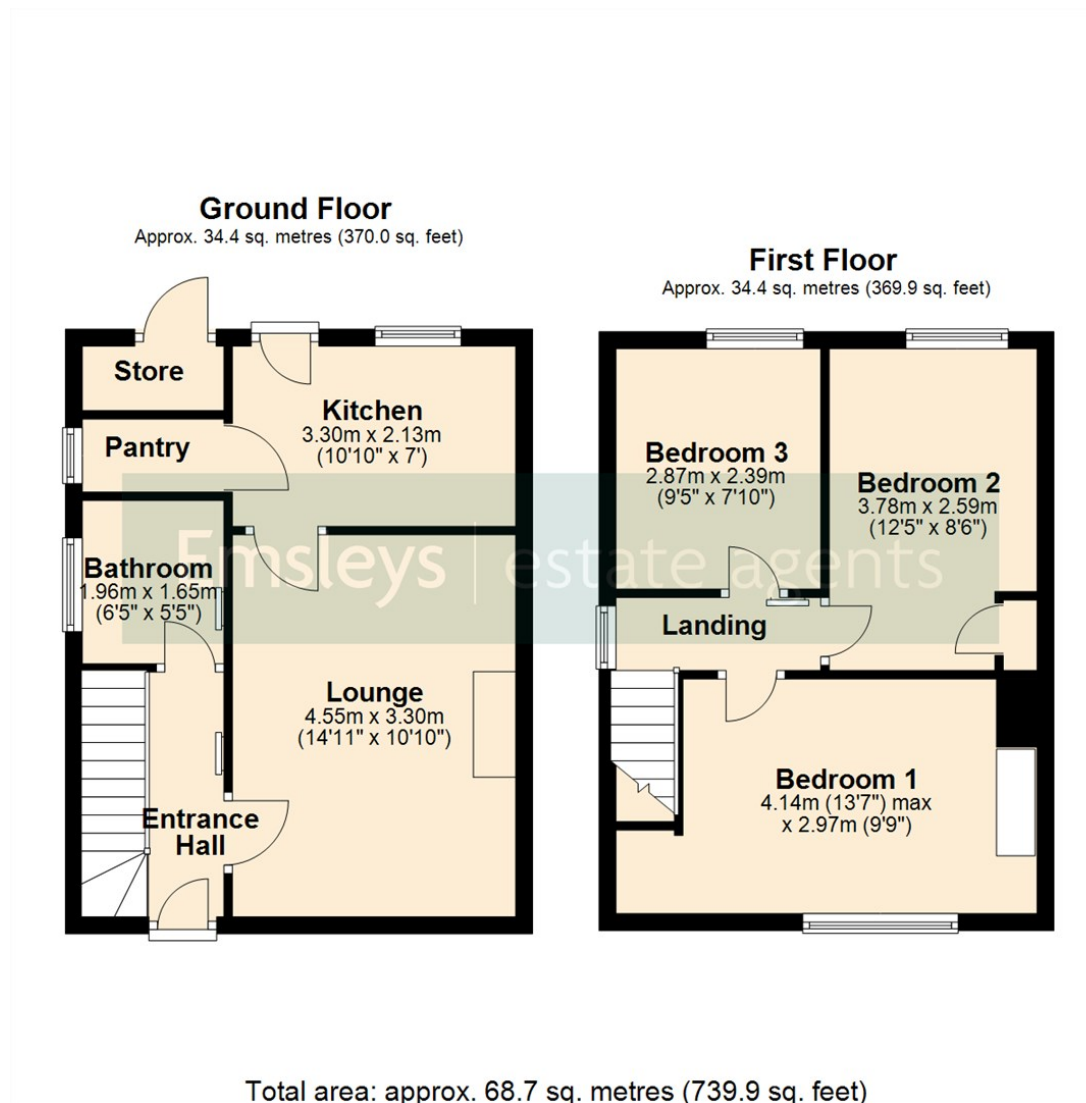 Ground Floor
Approx. 34.4 sq. metres (370.0 sq. feet)
Store
Kitchen
3.30m x 2.13m
(10'10" x 7')
Pantry
Bathroom
1.96m x 1.65m
(6'5" x 5'5")
Lounge
4.55m x 3.30m
(14'11" x 10'10")
Entrance
Hall
First Floor
Approx. 34.4 sq. metres (369.9 sq. feet)
Bedroom 3
2.87m x 2.39m
(9'5" x 7'10")
Bedroom 2
3.78m x 2.59m
(12'5" x 8'6")
Landing
Bedroom 1
4.14m (13'7") max
x 2.97m (9'9")
Emsleys | estate agents
Total area: approx. 68.7 sq. metres (739.9 sq. feet)